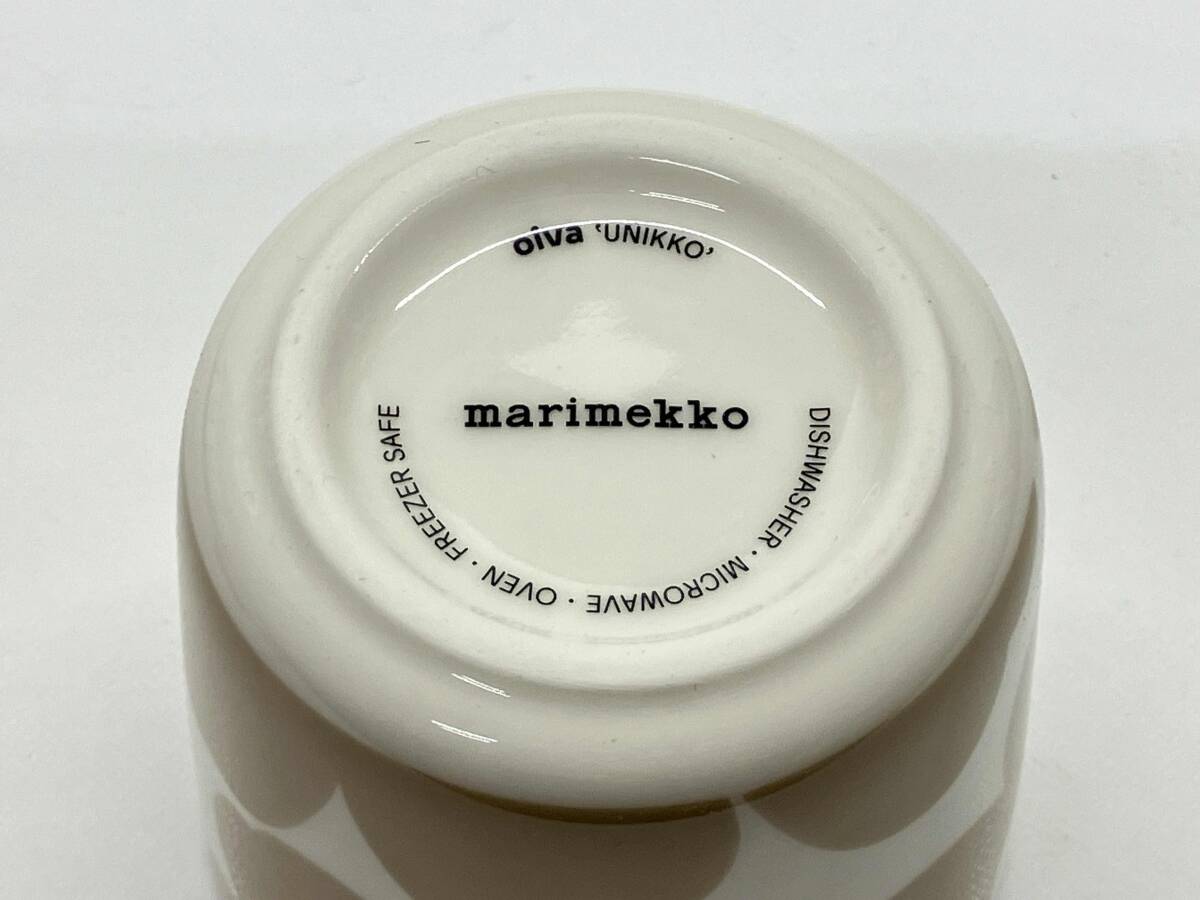 oiva ‘UNIKKO’
marimekko
DISHWASHER · MICROWAVE · OVEN · FREEZER SAFE